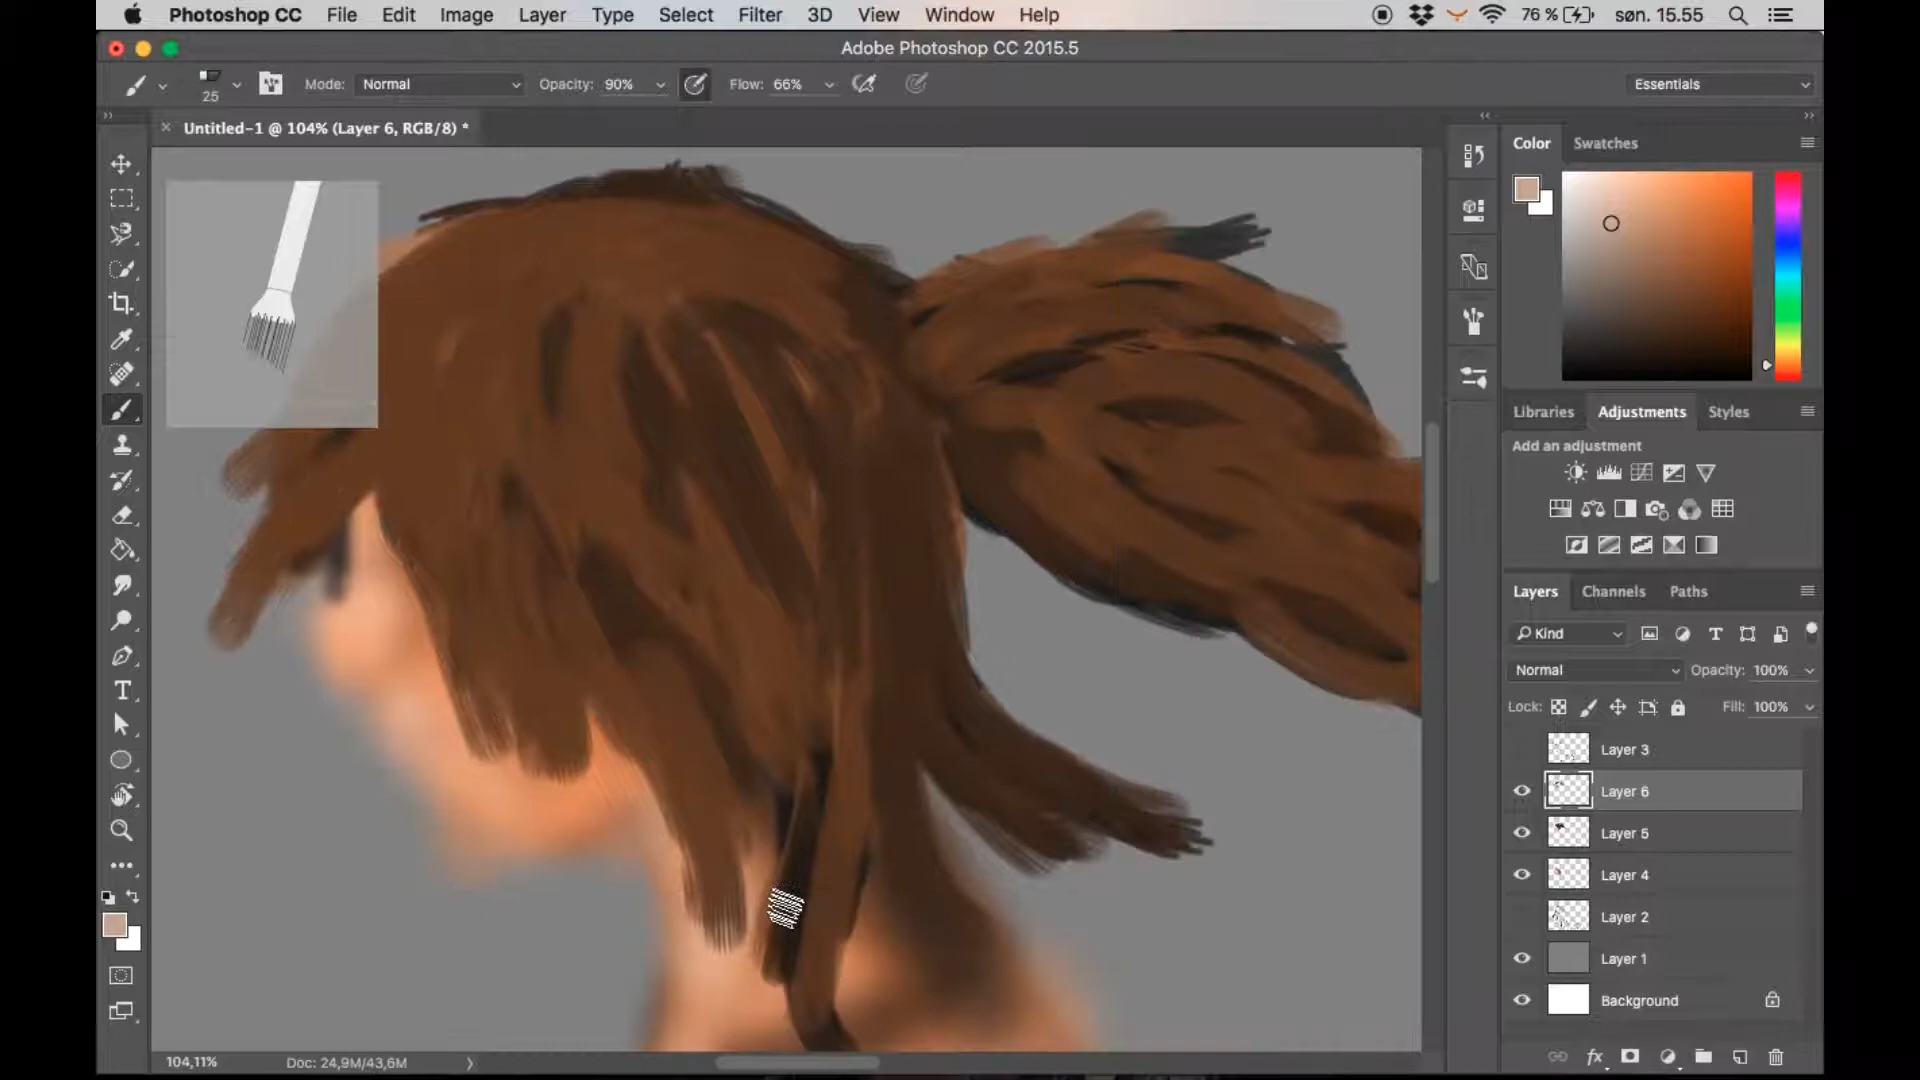 Photoshop CC File Edit Image Layer Type Select Filter 3D View Window Help 76 % søn. 15.55
Adobe Photoshop CC 2015.5
25 Mode: Normal Opacity: 90% Flow: 66% Essentials
Untitled-1 @ 104% (Layer 6, RGB/8) *
Color Swatches
Libraries Adjustments Styles
Add an adjustment
Layers Channels Paths
Kind
Normal Opacity: 100%
Lock: Fill: 100%
Layer 3
Layer 6
Layer 5
Layer 4
Layer 2
Layer 1
Background
fx
104,11% Doc: 24,9M/43,6M